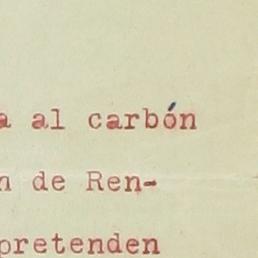 a al carbón
n de Ren-
pretenden